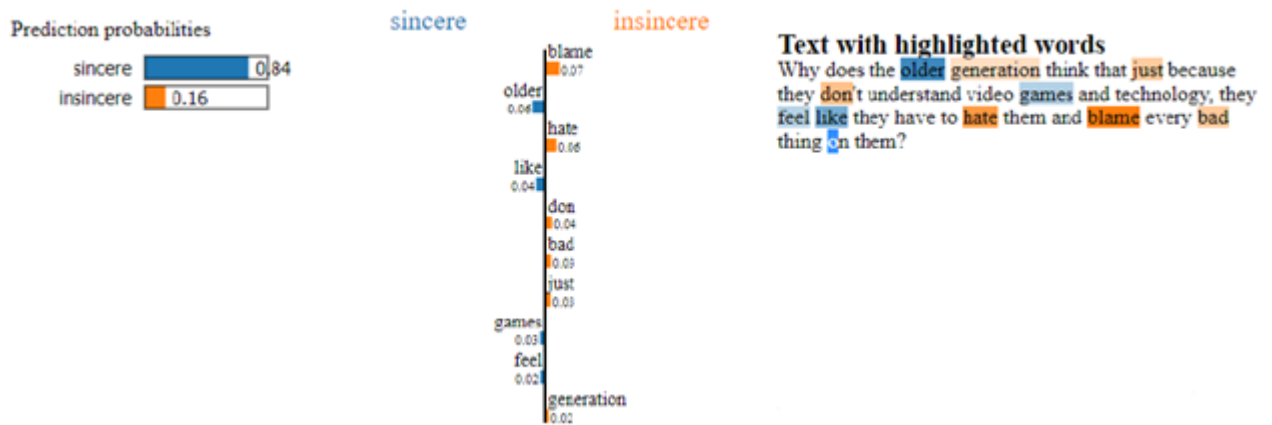 Prediction probabilities
sincere 0.84
insincere 0.16
sincere insincere
blame
0.07
older
0.06
hate
0.06
like
0.04
don
0.04
bad
0.03
just
0.03
games
0.03
feel
0.02
generation
0.02
Text with highlighted words
Why does the older generation think that just because
they don't understand video games and technology, they
feel like they have to hate them and blame every bad
thing on them?